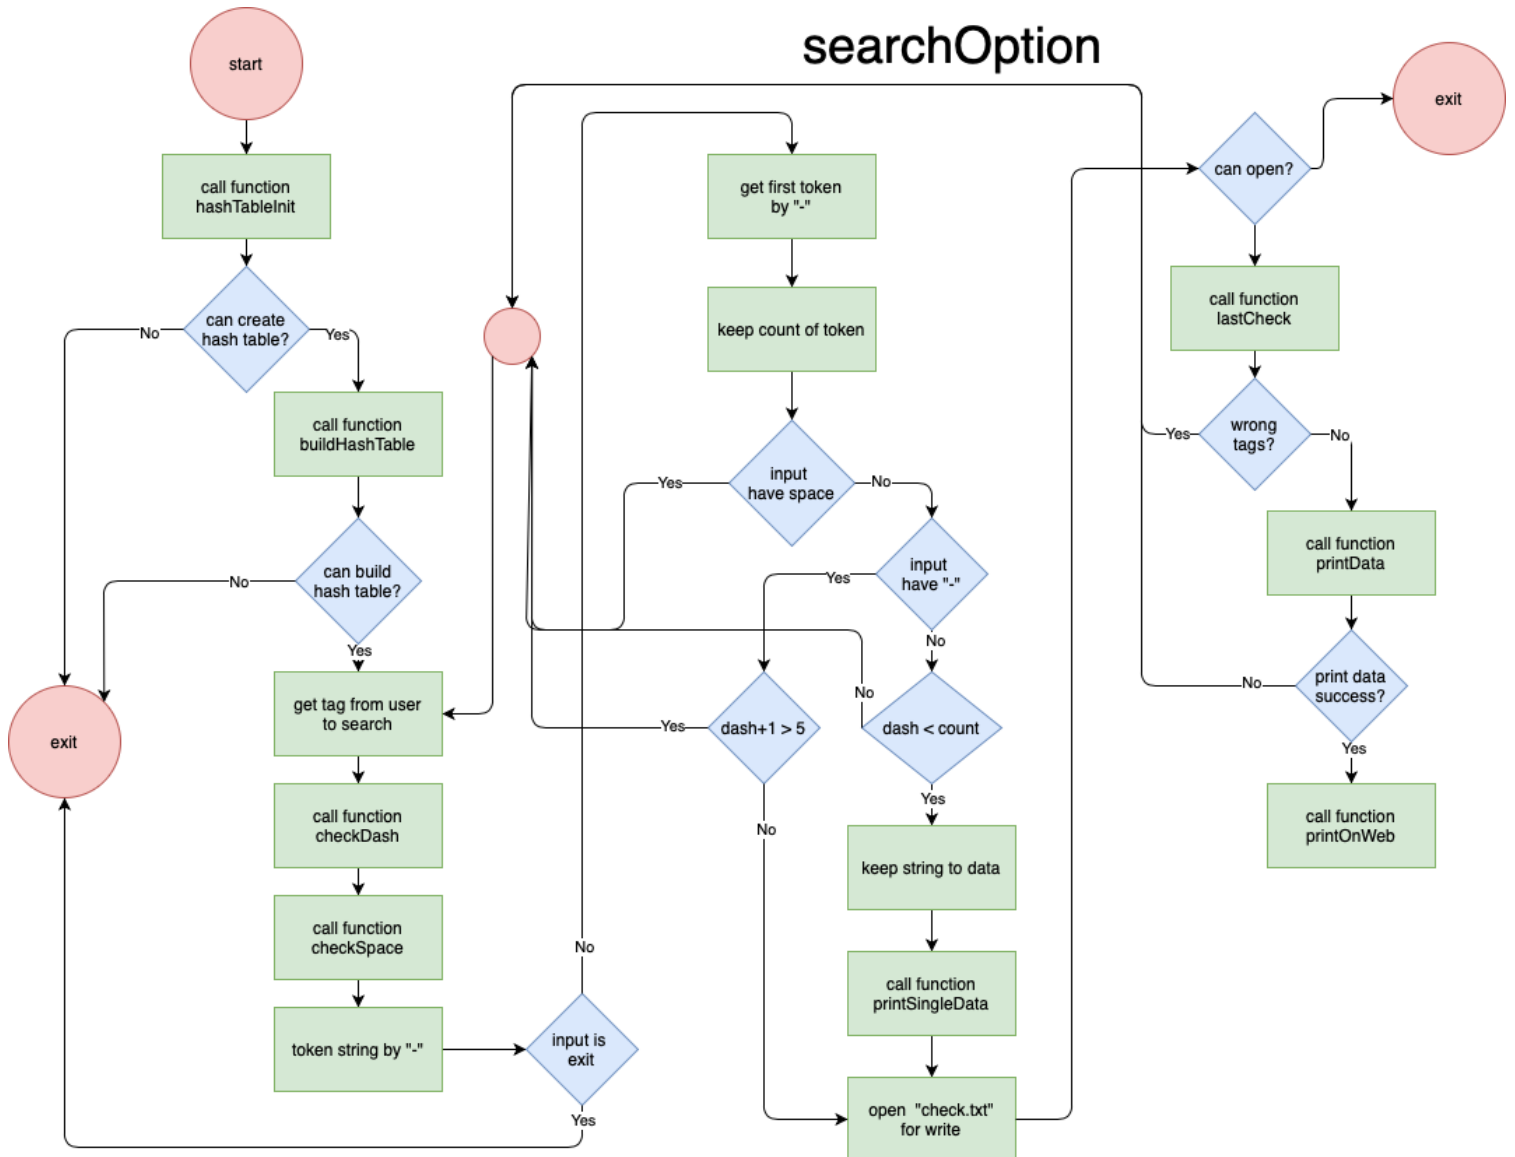 searchOption
start
call function
hashTableInit
can create
hash table?
No
Yes
call function
buildHashTable
can build
hash table?
No
Yes
get tag from user
to search
exit
call function
checkDash
call function
checkSpace
token string by "-"
input is
exit
Yes
No
get first token
by "-"
keep count of token
input
have space
Yes
No
input
have "-"
Yes
No
dash+1 > 5
Yes
No
dash < count
No
Yes
keep string to data
call function
printSingleData
open "check.txt"
for write
can open?
exit
call function
lastCheck
wrong
tags?
Yes
No
call function
printData
print data
success?
No
Yes
call function
printOnWeb